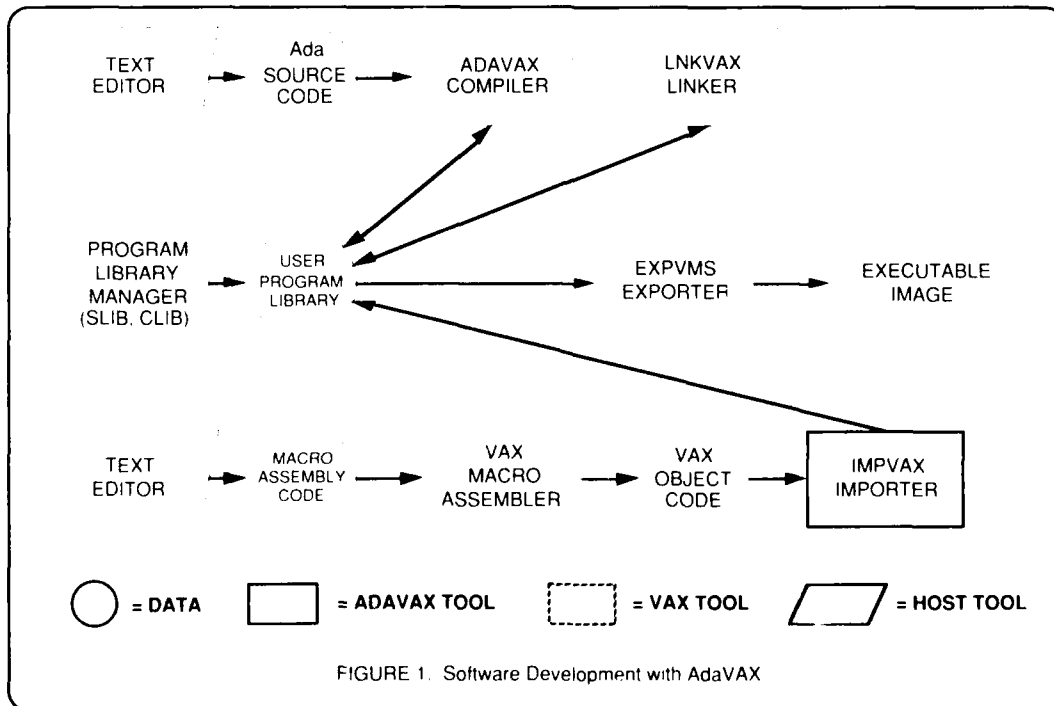 TEXT
EDITOR
Ada
SOURCE
CODE
ADAVAX
COMPILER
LNKVAX
LINKER
PROGRAM
LIBRARY
MANAGER
(SLIB, CLIB)
USER
PROGRAM
LIBRARY
EXPVMS
EXPORTER
EXECUTABLE
IMAGE
TEXT
EDITOR
MACRO
ASSEMBLY
CODE
VAX
MACRO
ASSEMBLER
VAX
OBJECT
CODE
IMPVAX
IMPORTER
= DATA
= ADAVAX TOOL
= VAX TOOL
= HOST TOOL
FIGURE 1. Software Development with AdaVAX